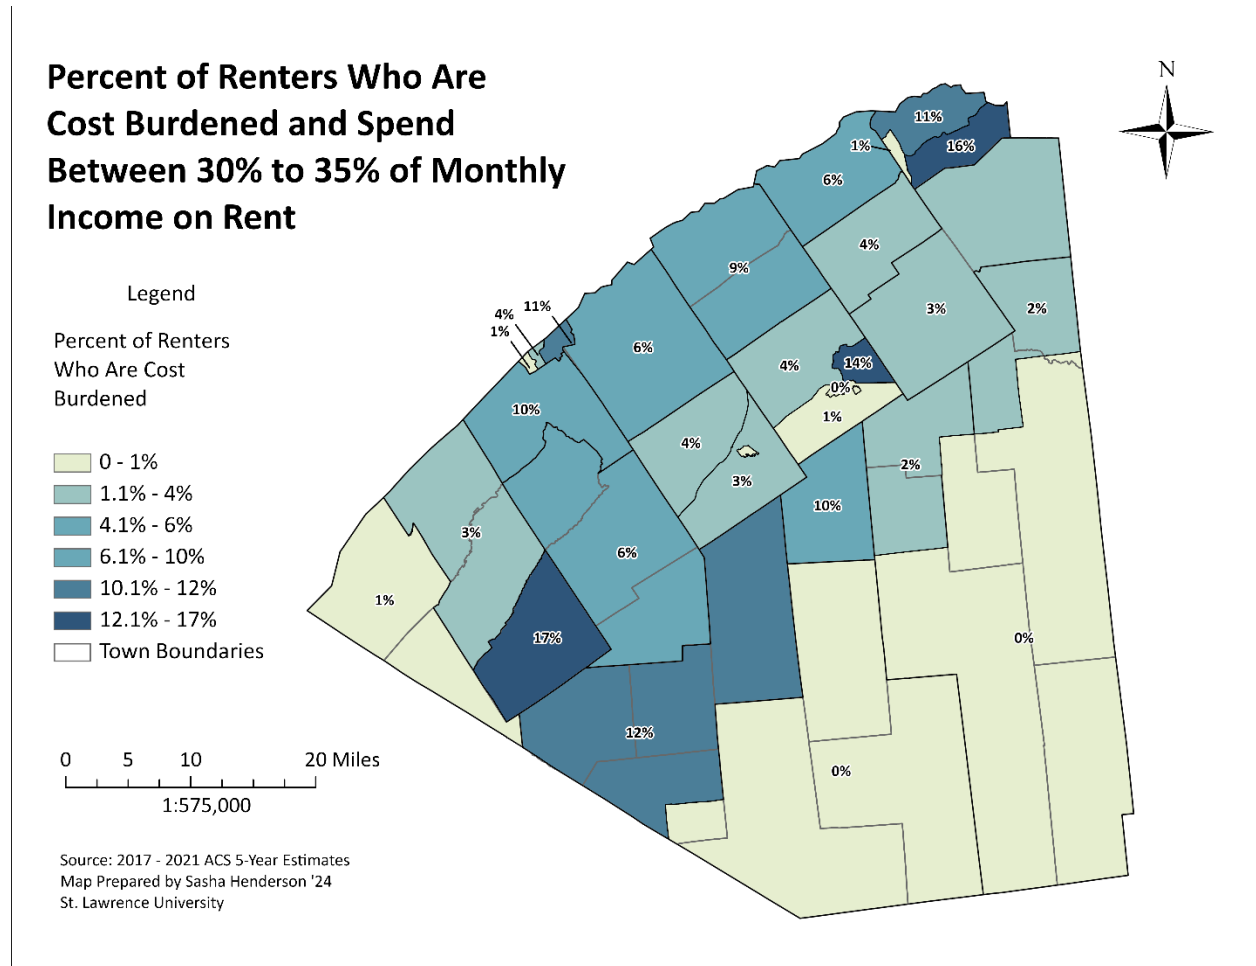 Percent of Renters Who Are
Cost Burdened and Spend
Between 30% to 35% of Monthly
Income on Rent
N
Legend
Percent of Renters
Who Are Cost
Burdened
0 - 1%
1.1% - 4%
4.1% - 6%
6.1% - 10%
10.1% - 12%
12.1% - 17%
Town Boundaries
0 5 10 20 Miles
1:575,000
Source: 2017 - 2021 ACS 5-Year Estimates
Map Prepared by Sasha Henderson '24
St. Lawrence University
11%
1%
16%
6%
4%
9%
3%
2%
4%
11%
1%
6%
4%
14%
0%
1%
10%
4%
3%
2%
10%
3%
6%
1%
17%
0%
12%
0%